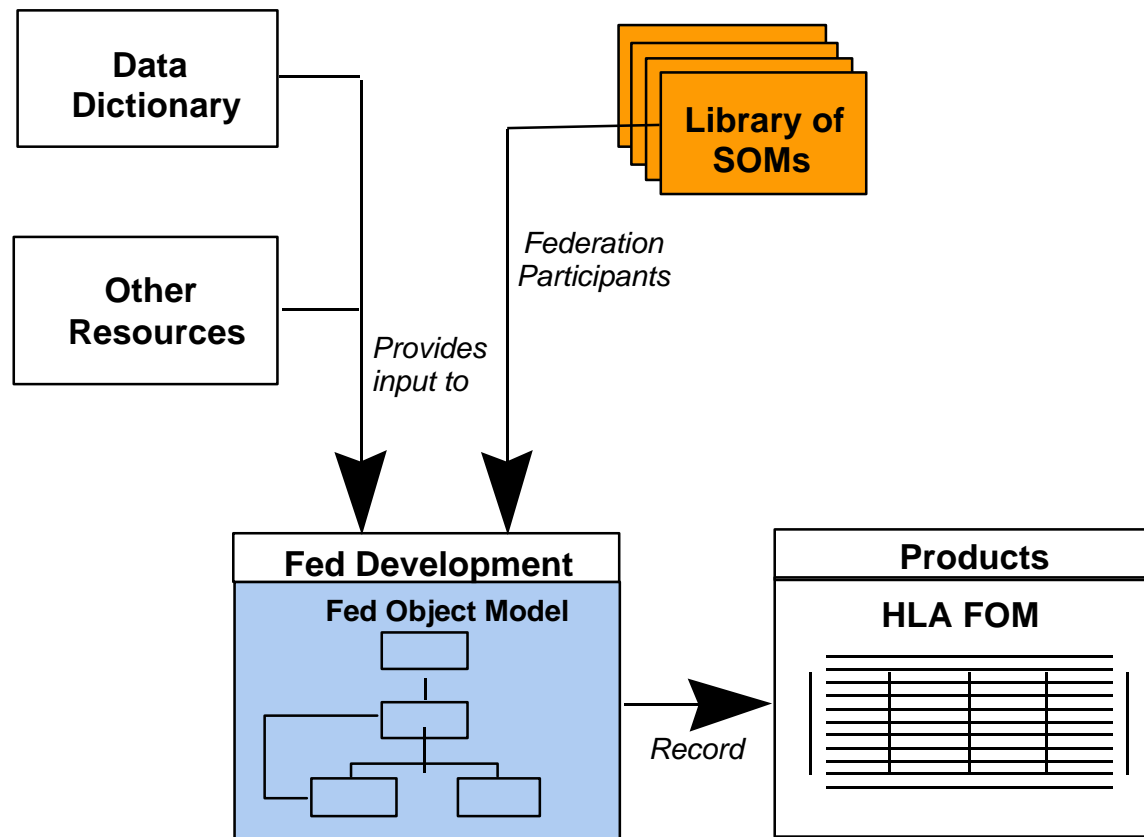 Data
Dictionary
Library of
SOMs
Federation
Participants
Other
Resources
Provides
input to
Fed Development
Fed Object Model
Record
Products
HLA FOM